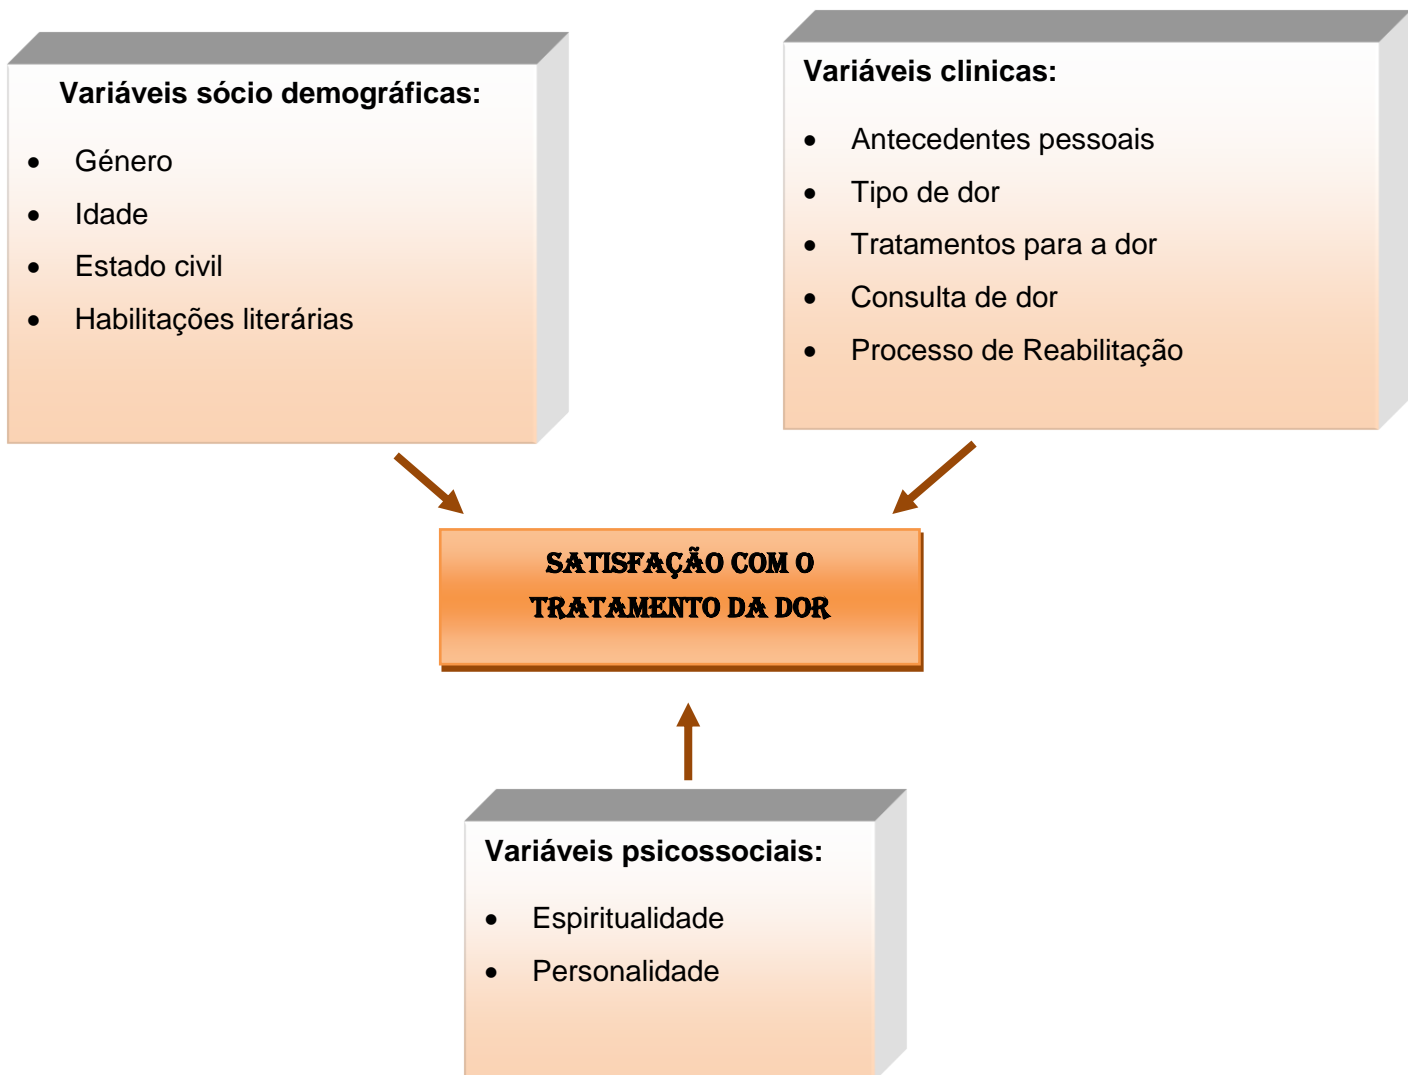 Variáveis sócio demográficas:
• Género
• Idade
• Estado civil
• Habilitações literárias
Variáveis clinicas:
• Antecedentes pessoais
• Tipo de dor
• Tratamentos para a dor
• Consulta de dor
• Processo de Reabilitação
SATISFAÇÃO COM O
TRATAMENTO DA DOR
Variáveis psicossociais:
• Espiritualidade
• Personalidade